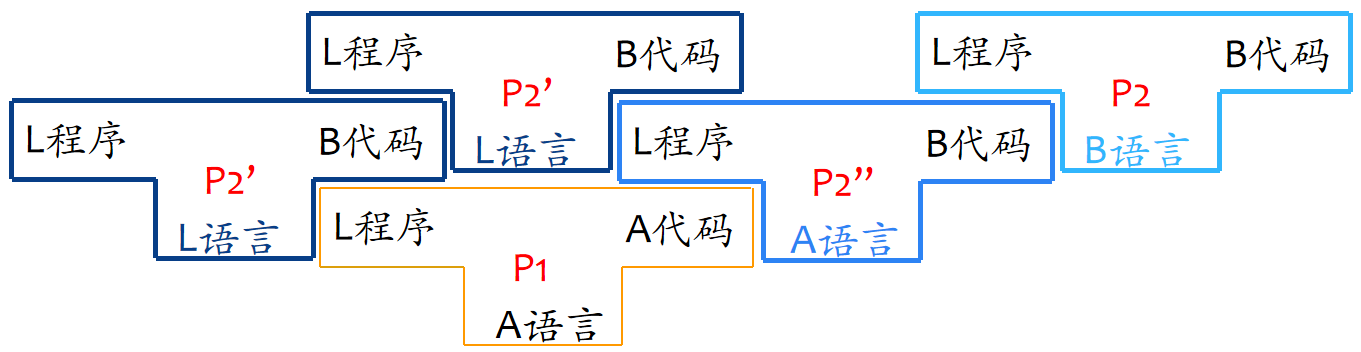 L程序 B代码
P2’
L语言
L程序 B代码
P2
B语言
L程序 B代码
P2’
L语言
L程序 B代码
P2”
A语言
L程序 A代码
P1
A语言